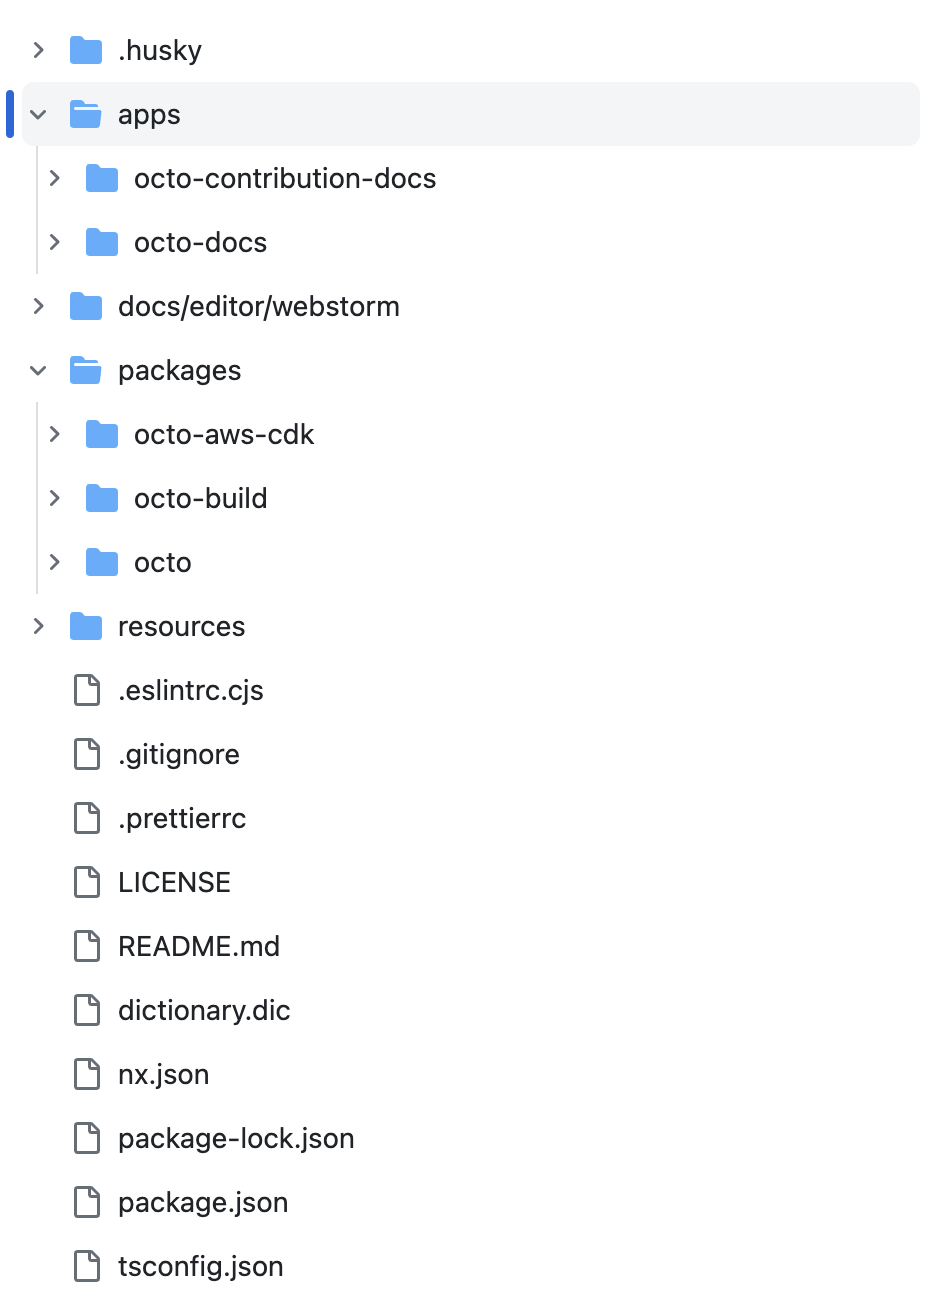 .husky
apps
octo-contribution-docs
octo-docs
docs/editor/webstorm
packages
octo-aws-cdk
octo-build
octo
resources
.eslintrc.cjs
.gitignore
.prettierrc
LICENSE
README.md
dictionary.dic
nx.json
package-lock.json
package.json
tsconfig.json